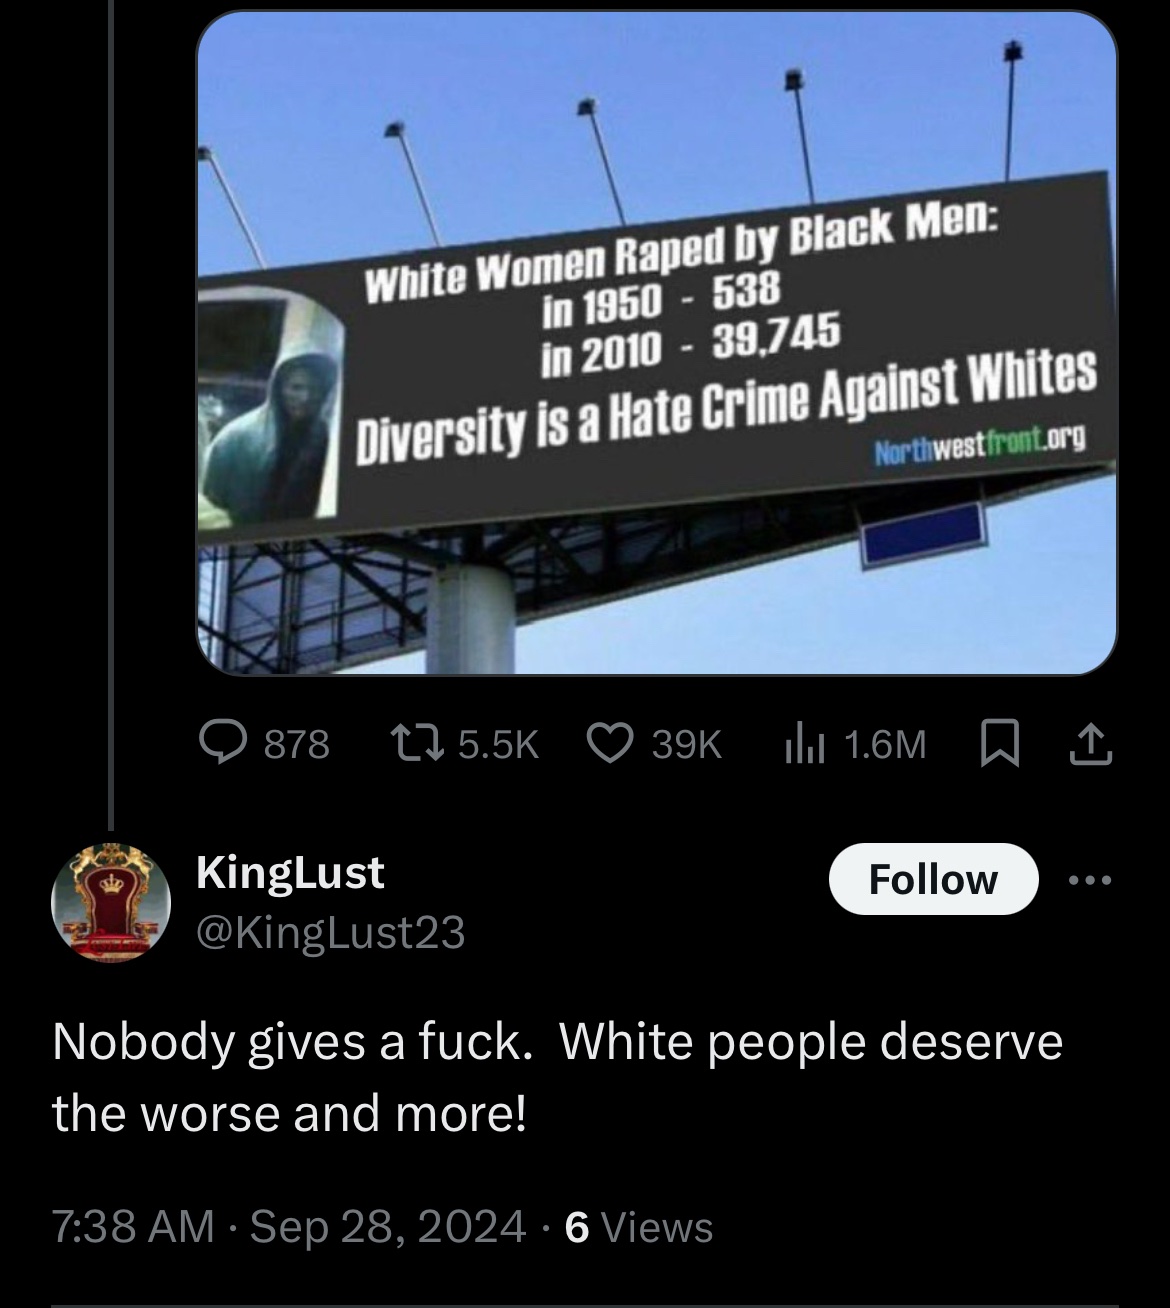 White Women Raped by Black Men:
in 1950 - 538
in 2010 - 39,745
Diversity is a Hate Crime Against Whites
Northwestfront.org
878 5.5K 39K 1.6M
KingLust
Follow
@KingLust23
Nobody gives a fuck. White people deserve
the worse and more!
7:38 AM · Sep 28, 2024 · 6 Views